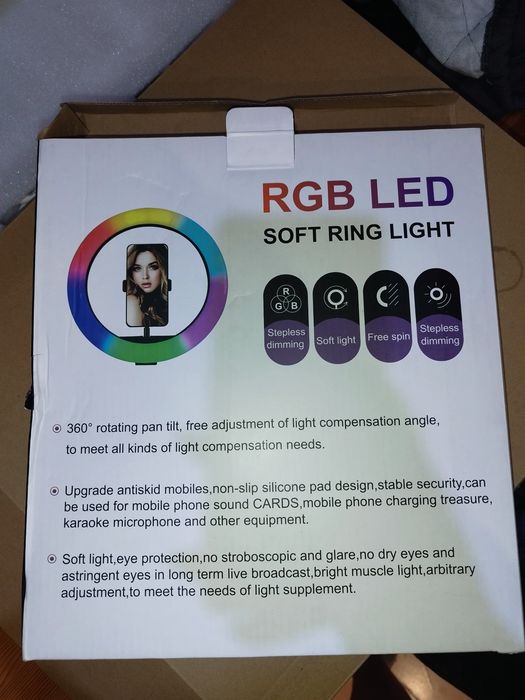 RGB LED
SOFT RING LIGHT
R
G B
Stepless
dimming
Soft light
Free spin
Stepless
dimming
360° rotating pan tilt, free adjustment of light compensation angle,
to meet all kinds of light compensation needs.
Upgrade antiskid mobiles,non-slip silicone pad design,stable security,can
be used for mobile phone sound CARDS,mobile phone charging treasure,
karaoke microphone and other equipment.
Soft light,eye protection,no stroboscopic and glare,no dry eyes and
astringent eyes in long term live broadcast,bright muscle light,arbitrary
adjustment,to meet the needs of light supplement.